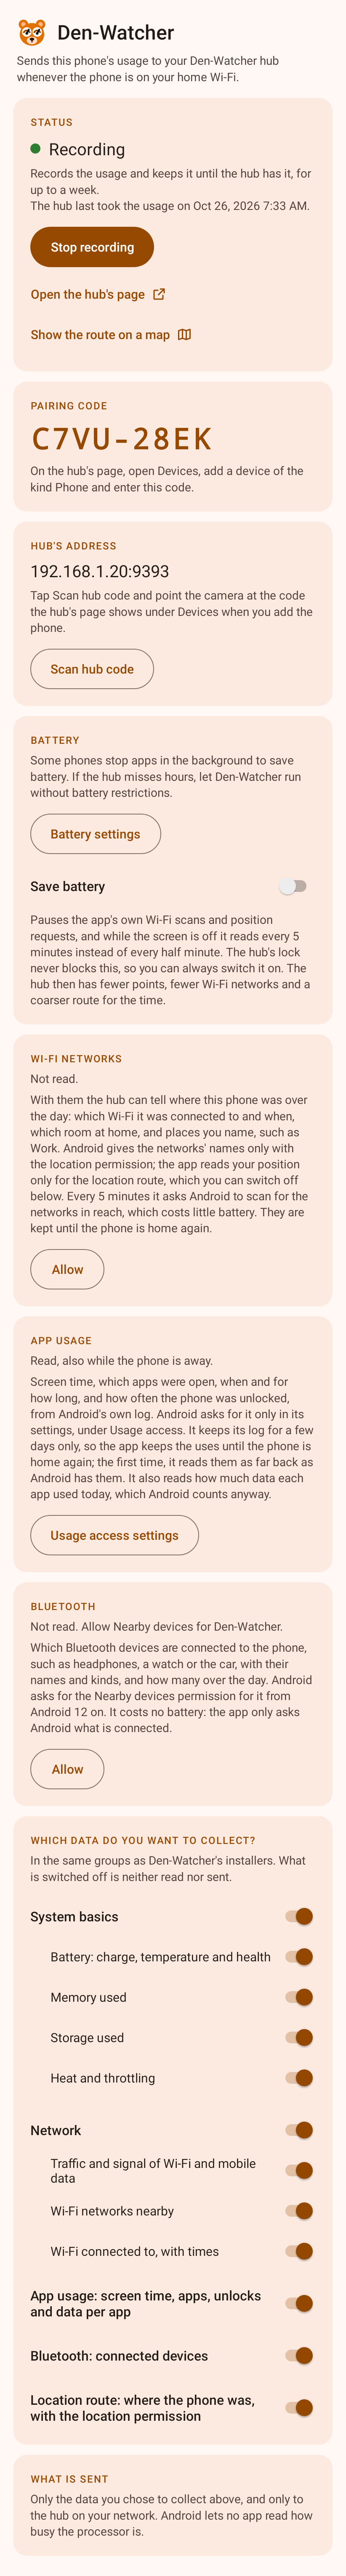 Den-Watcher
Sends this phone's usage to your Den-Watcher hub
whenever the phone is on your home Wi-Fi.
STATUS
Recording
Records the usage and keeps it until the hub has it, for
up to a week.
The hub last took the usage on Oct 26, 2026 7:33 AM.
Stop recording
Open the hub's page
Show the route on a map
PAIRING CODE
C7VU-28EK
On the hub's page, open Devices, add a device of the
kind Phone and enter this code.
HUB'S ADDRESS
192.168.1.20:9393
Tap Scan hub code and point the camera at the code
the hub's page shows under Devices when you add the
phone.
Scan hub code
BATTERY
Some phones stop apps in the background to save
battery. If the hub misses hours, let Den-Watcher run
without battery restrictions.
Battery settings
Save battery
Pauses the app's own Wi-Fi scans and position
requests, and while the screen is off it reads every 5
minutes instead of every half minute. The hub's lock
never blocks this, so you can always switch it on. The
hub then has fewer points, fewer Wi-Fi networks and a
coarser route for the time.
WI-FI NETWORKS
Not read.
With them the hub can tell where this phone was over
the day: which Wi-Fi it was connected to and when,
which room at home, and places you name, such as
Work. Android gives the networks' names only with
the location permission; the app reads your position
only for the location route, which you can switch off
below. Every 5 minutes it asks Android to scan for the
networks in reach, which costs little battery. They are
kept until the phone is home again.
Allow
APP USAGE
Read, also while the phone is away.
Screen time, which apps were open, when and for
how long, and how often the phone was unlocked,
from Android's own log. Android asks for it only in its
settings, under Usage access. It keeps its log for a few
days only, so the app keeps the uses until the phone is
home again; the first time, it reads them as far back as
Android has them. It also reads how much data each
app used today, which Android counts anyway.
Usage access settings
BLUETOOTH
Not read. Allow Nearby devices for Den-Watcher.
Which Bluetooth devices are connected to the phone,
such as headphones, a watch or the car, with their
names and kinds, and how many over the day. Android
asks for the Nearby devices permission for it from
Android 12 on. It costs no battery: the app only asks
Android what is connected.
Allow
WHICH DATA DO YOU WANT TO COLLECT?
In the same groups as Den-Watcher's installers. What
is switched off is neither read nor sent.
System basics
Battery: charge, temperature and health
Memory used
Storage used
Heat and throttling
Network
Traffic and signal of Wi-Fi and mobile
data
Wi-Fi networks nearby
Wi-Fi connected to, with times
App usage: screen time, apps, unlocks
and data per app
Bluetooth: connected devices
Location route: where the phone was,
with the location permission
WHAT IS SENT
Only the data you chose to collect above, and only to
the hub on your network. Android lets no app read how
busy the processor is.